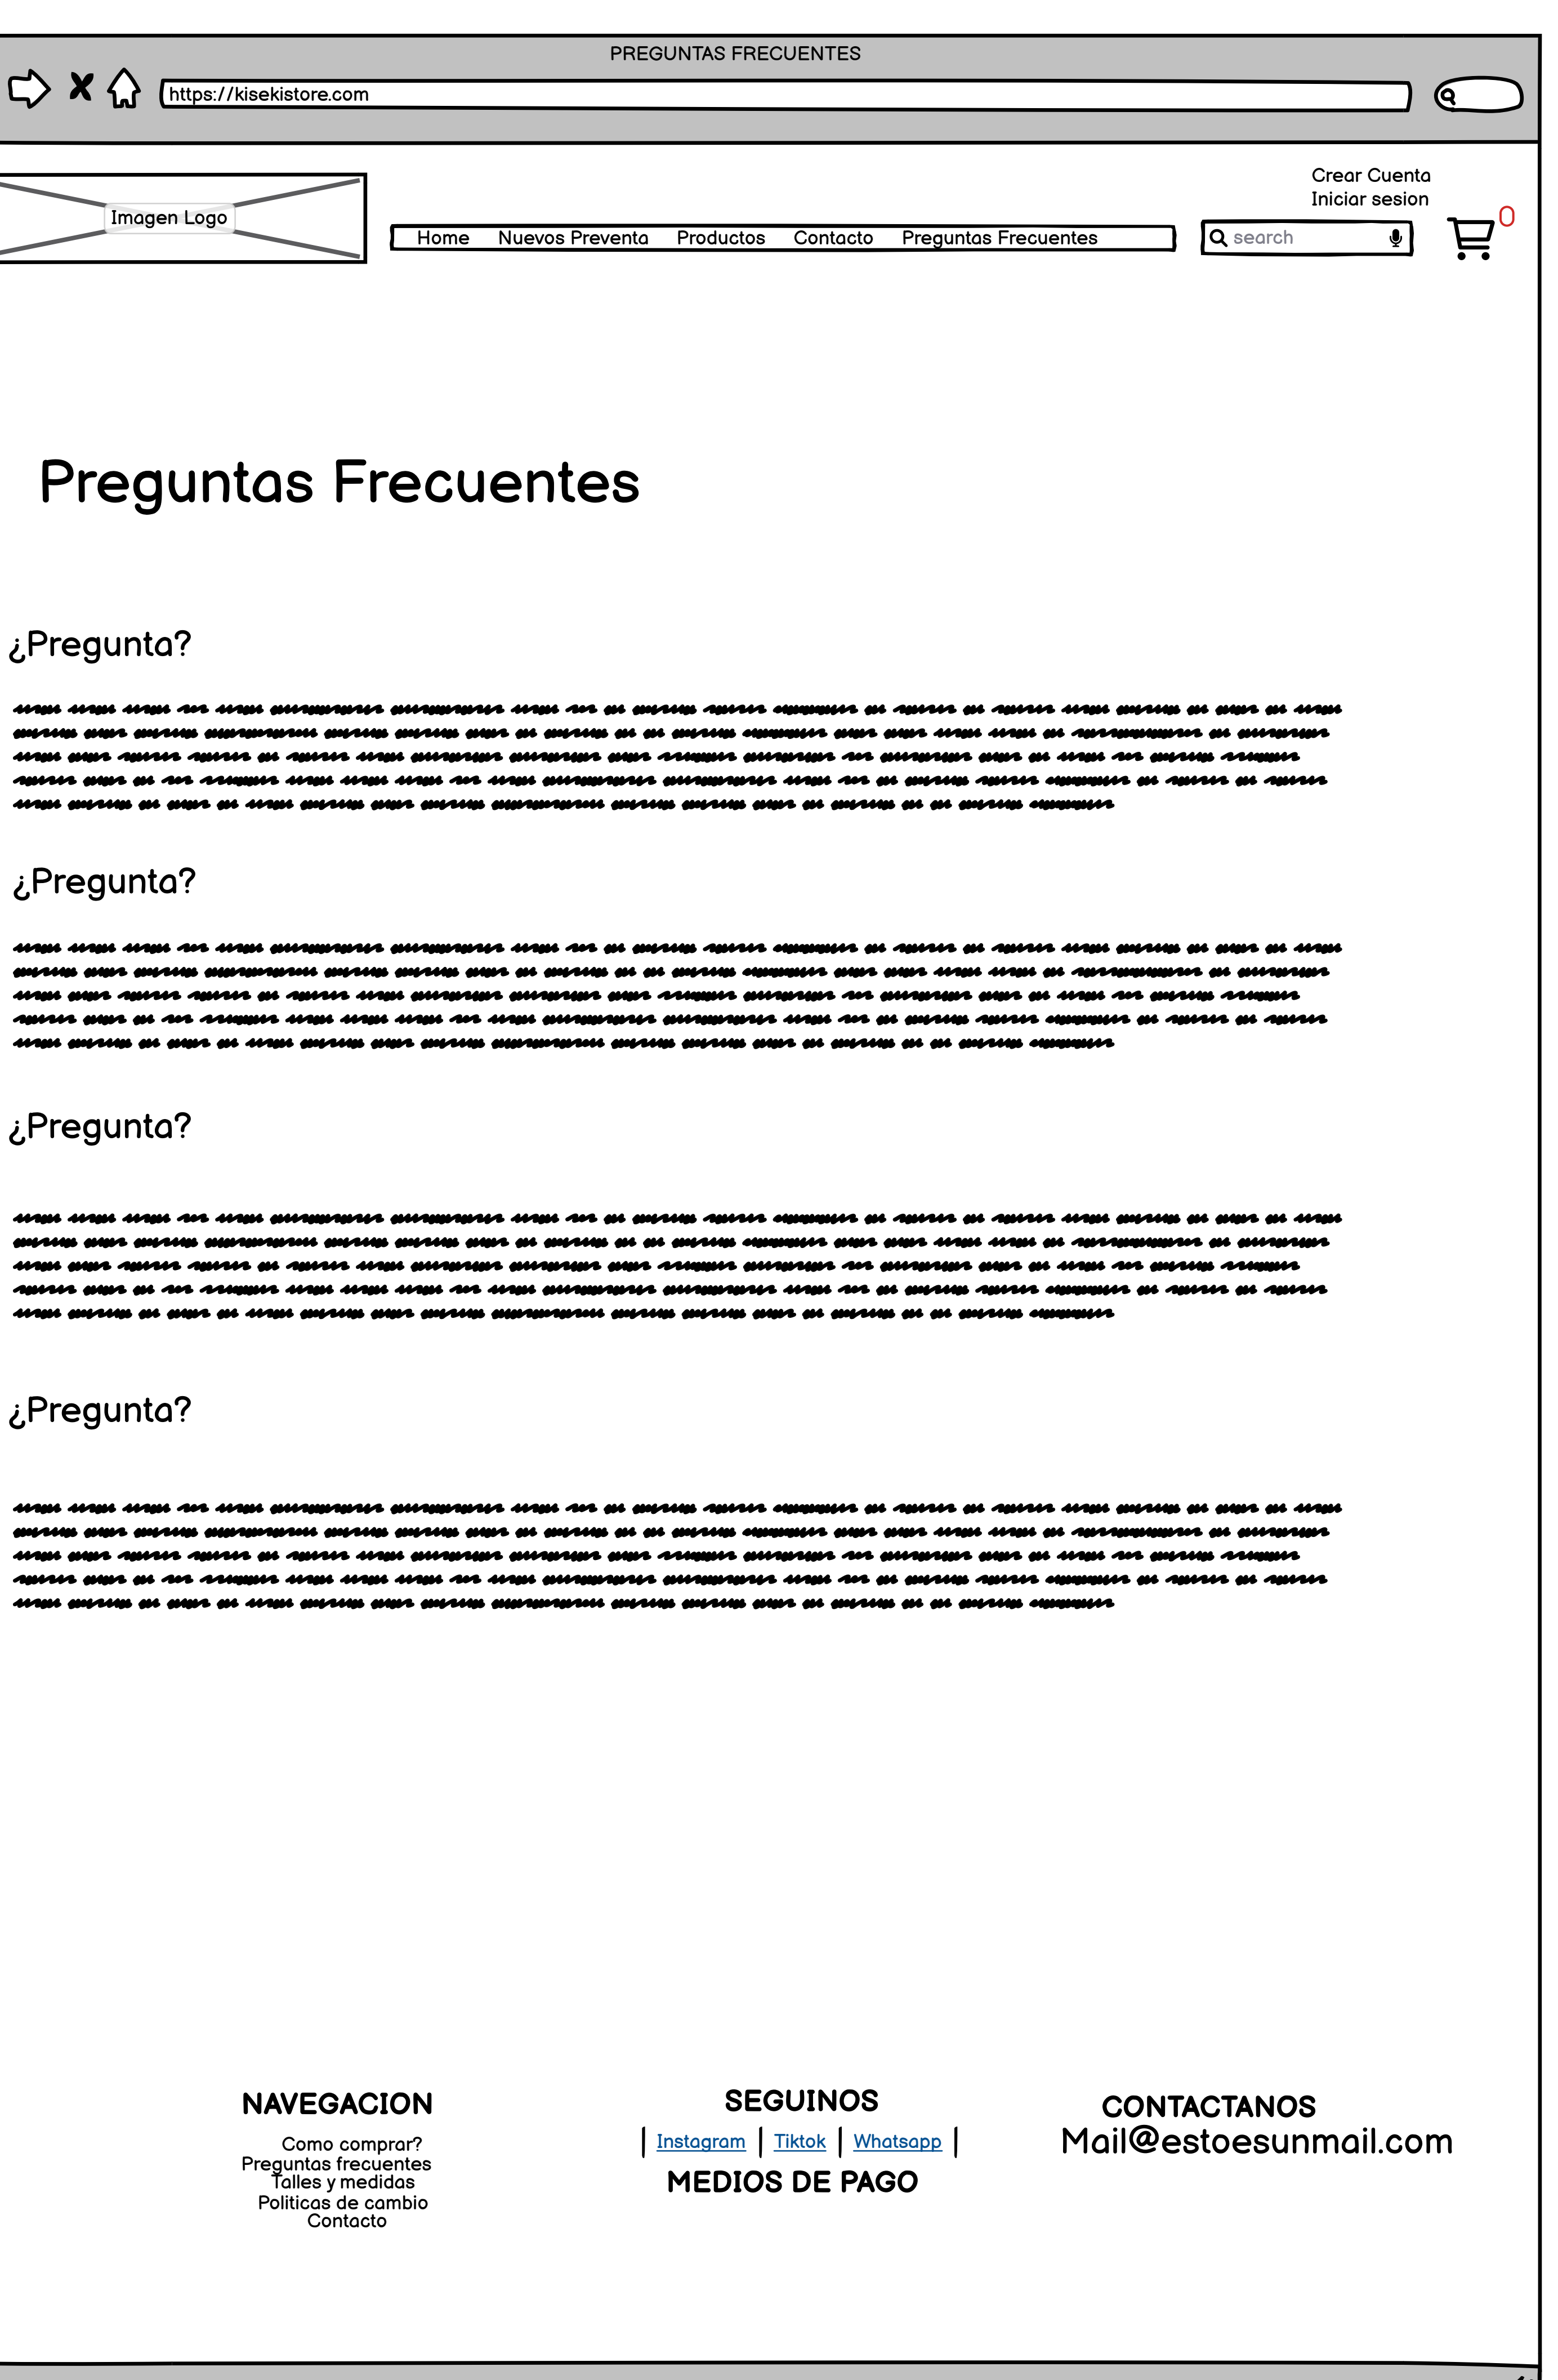 PREGUNTAS FRECUENTES
https://kisekistore.com
Crear Cuenta
Iniciar sesion
0
Imagen Logo
Home Nuevos Preventa Productos Contacto Preguntas Frecuentes
search
Preguntas Frecuentes
¿Pregunta?
¿Pregunta?
¿Pregunta?
¿Pregunta?
NAVEGACION
Como comprar?
Preguntas frecuentes
Talles y medidas
Politicas de cambio
Contacto
SEGUINOS
Instagram Tiktok Whatsapp
MEDIOS DE PAGO
CONTACTANOS
Mail@estoesunmail.com